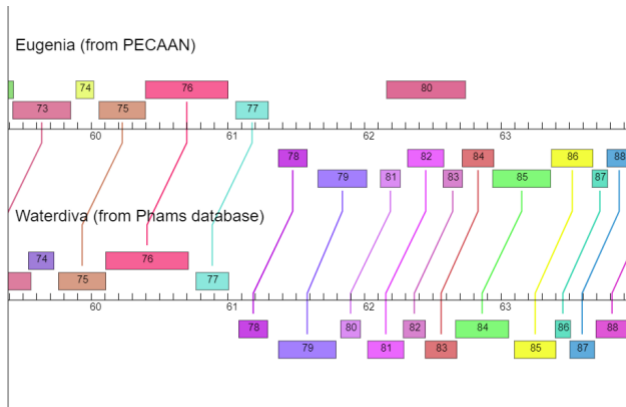 Eugenia (from PECAAN)
74 76 80
73 75 77
60 61 62 63
78 82 84 86 88
79 81 83 85 87
Waterdiva (from Phams database)
74 76
75 77
60 61 62 63
78 80 82 84 86 88
79 81 83 85 87